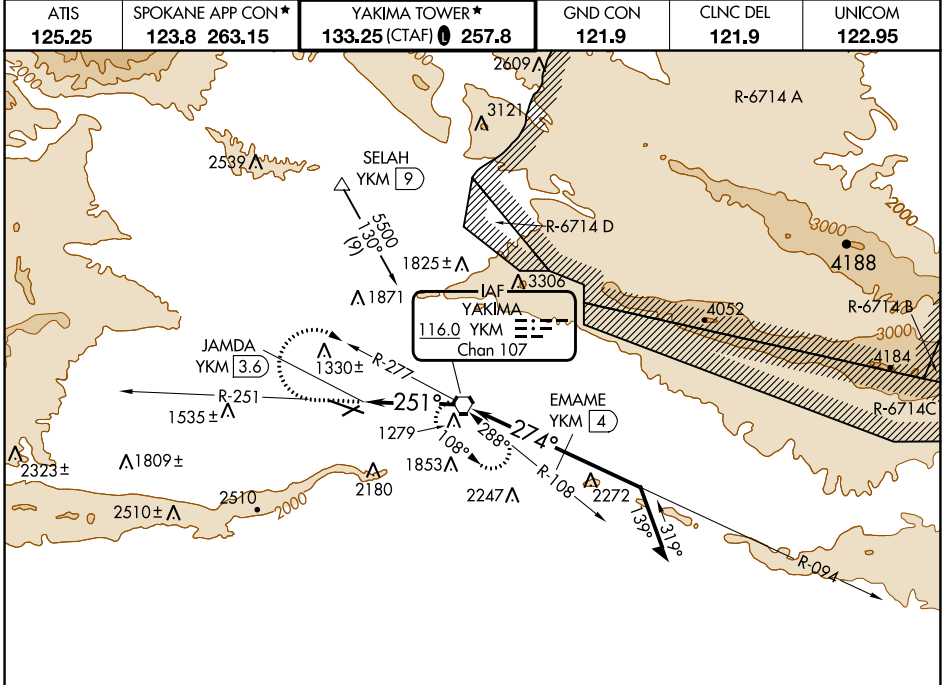 ATIS
125.25
SPOKANE APP CON★
123.8 263.15
YAKIMA TOWER★
133.25 (CTAF) L 257.8
GND CON
121.9
CLNC DEL
121.9
UNICOM
122.95
2000
2609
R-6714 A
3121
2539
SELAH
YKM 9
2000
5500
130°
(9)
R-6714 D
3000
4188
1825±
3306
1871
IAF
YAKIMA
116.0 YKM
Chan 107
4052
R-6714 B
3000
4184
JAMDA
YKM 3.6
1330±
R-277
R-251
251°
EMAME
YKM 4
R-6714C
1535±
1279
108°
288°
274°
2323±
1809±
1853
R-108
2180
2272
2510
2247
2510±
2000
139°
319°
R-094